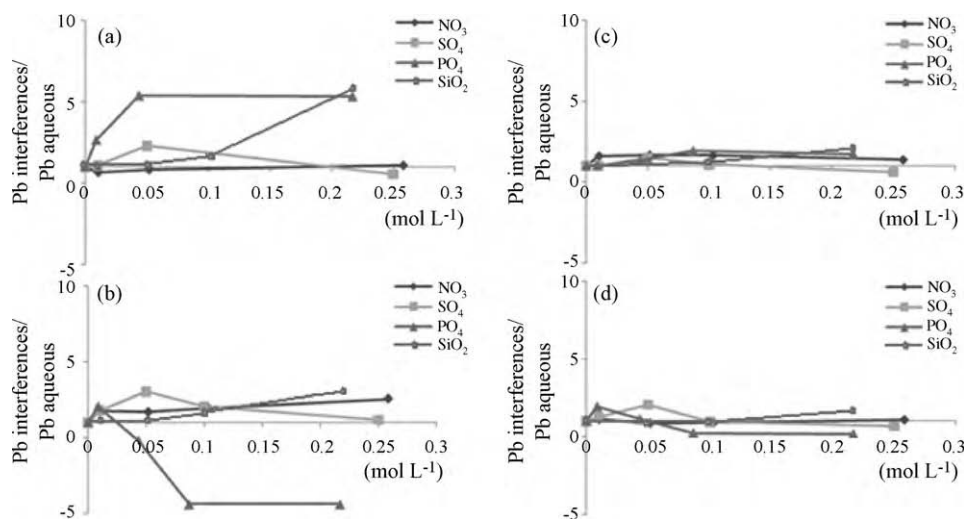 10
(a)
NO3
SO4
PO4
SiO2
5
0
-5
0
0.05
0.1
0.15
0.2
0.25
0.3
(mol L-1)
Pb interferences/
Pb aqueous
10
(c)
NO3
SO4
PO4
SiO2
5
0
-5
0
0.05
0.1
0.15
0.2
0.25
0.3
(mol L-1)
Pb interferences/
Pb aqueous
10
(b)
NO3
SO4
PO4
SiO2
5
0
-5
0
0.05
0.1
0.15
0.2
0.25
0.3
(mol L-1)
Pb interferences/
Pb aqueous
10
(d)
NO3
SO4
PO4
SiO2
5
0
-5
0
0.05
0.1
0.15
0.2
0.25
0.3
(mol L-1)
Pb interferences/
Pb aqueous